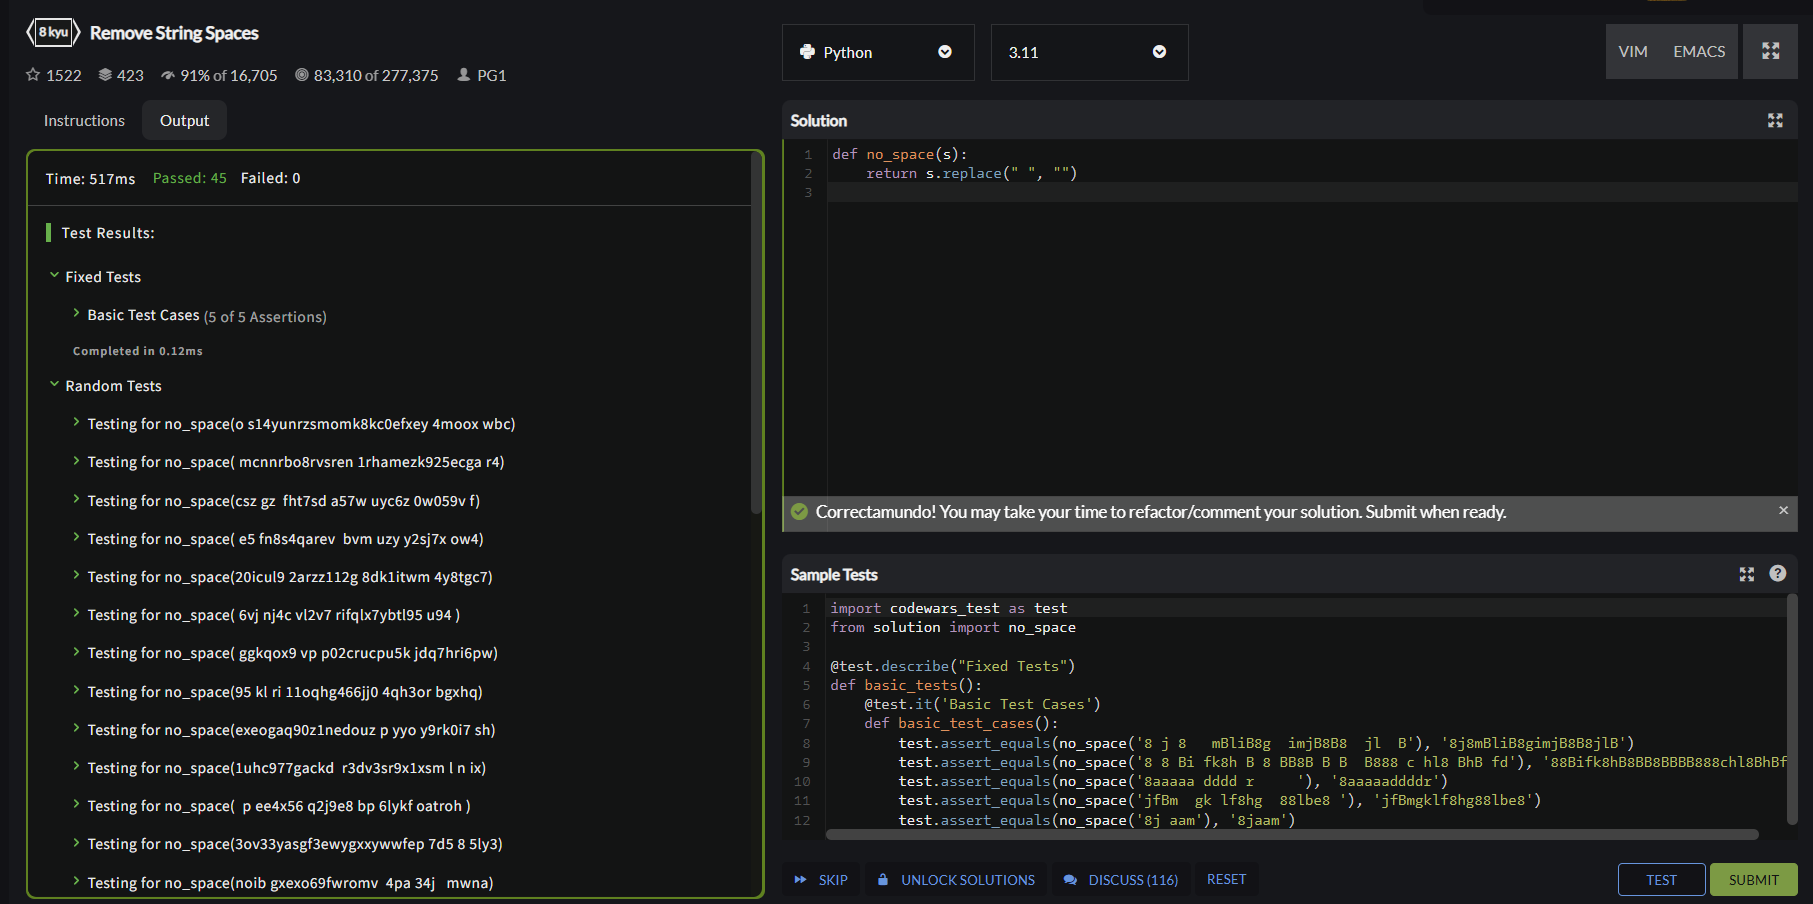 8 kyu Remove String Spaces
1522 423 91% of 16,705 83,310 of 277,375 PG1
Instructions Output
Time: 517ms Passed: 45 Failed: 0
Test Results:
Fixed Tests
Basic Test Cases (5 of 5 Assertions)
Completed in 0.12ms
Random Tests
Testing for no_space(o s14yunrzsmomk8kc0efxey 4moox wbc)
Testing for no_space( mcnnrbo8rvsren 1rhamezk925ecga r4)
Testing for no_space(csz gz  fht7sd a57w uyc6z 0w059v f)
Testing for no_space( e5 fn8s4qarev  bvm uzy y2sj7x ow4)
Testing for no_space(20icul9 2arzz112g 8dk1itwm 4y8tgc7)
Testing for no_space( 6vj nj4c vl2v7 rifqlx7ybtl95 u94 )
Testing for no_space( ggkqox9 vp p02crucpu5k jdq7hri6pw)
Testing for no_space(95 kl ri 11oqhg466jj0 4qh3or bgxhq)
Testing for no_space(exeogaq90z1nedouz p yyo y9rk0i7 sh)
Testing for no_space(1uhc977gackd  r3dv3sr9x1xsm l n ix)
Testing for no_space(  p ee4x56 q2j9e8 bp 6lykf oatroh )
Testing for no_space(3ov33yasgf3ewygxxywwfep 7d5 8 5ly3)
Testing for no_space(noib gxexo69fwromv  4pa 34j   mwna)
Python 3.11 VIM EMACS
Solution
1 def no_space(s):
2     return s.replace(" ", "")
3
Correctamundo! You may take your time to refactor/comment your solution. Submit when ready. ×
Sample Tests ?
1 import codewars_test as test
2 from solution import no_space
3
4 @test.describe("Fixed Tests")
5 def basic_tests():
6     @test.it('Basic Test Cases')
7     def basic_test_cases():
8         test.assert_equals(no_space('8 j 8   mBliB8g  imjB8B8  jl  B'), '8j8mBliB8gimjB8B8jlB')
9         test.assert_equals(no_space('8 8 Bi fk8h B 8 BB8B B B  B888 c hl8 BhB fd'), '88Bifk8hB8BB8BBBB888chl8BhBf
10         test.assert_equals(no_space('8aaaaa dddd r     '), '8aaaaaddddr')
11         test.assert_equals(no_space('jfBm  gk lf8hg  88lbe8 '), 'jfBmgklf8hg88lbe8')
12         test.assert_equals(no_space('8j aam'), '8jaam')
SKIP UNLOCK SOLUTIONS DISCUSS (116) RESET TEST SUBMIT